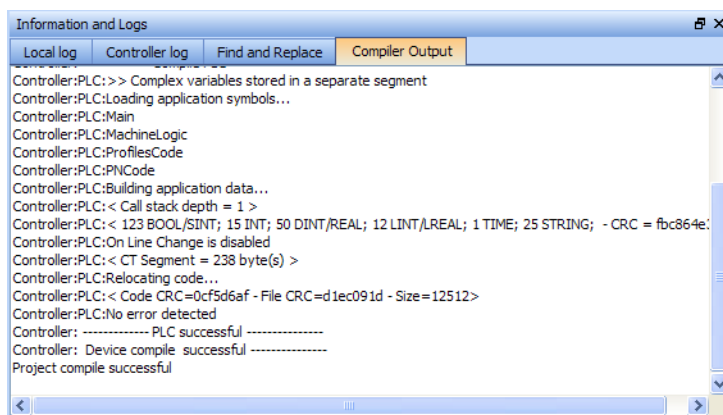 Information and Logs
Local log Controller log Find and Replace Compiler Output
Controller:PLC:>> Complex variables stored in a separate segment
Controller:PLC:Loading application symbols...
Controller:PLC:Main
Controller:PLC:MachineLogic
Controller:PLC:ProfilesCode
Controller:PLC:PNCode
Controller:PLC:Building application data...
Controller:PLC:< Call stack depth = 1 >
Controller:PLC:< 123 BOOL/SINT; 15 INT; 50 DINT/REAL; 12 LINT/LREAL; 1 TIME; 25 STRING; - CRC =
Controller:PLC:On Line Change is disabled
Controller:PLC:< CT Segment = 238 byte(s) >
Controller:PLC:Relocating code...
Controller:PLC:< Code CRC=0cf5d6af - File CRC=d1ec091d - Size=12512>
Controller:PLC:No error detected
Controller: ------------- PLC successful ---------------
Controller: Device compile successful ---------------
Project compile successful